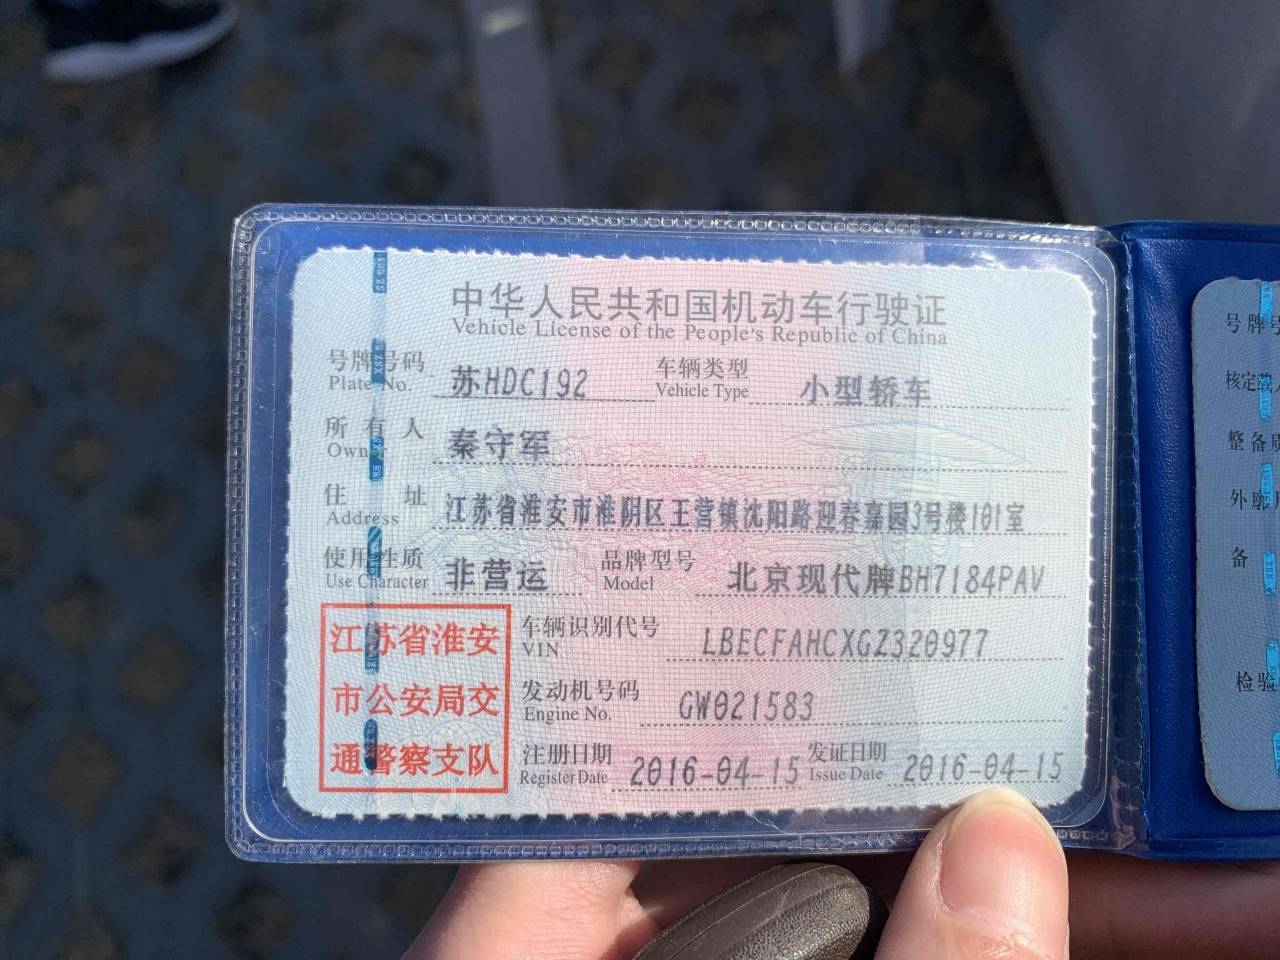 中华人民共和国机动车行驶证
Vehicle License of the People's Republic of China
号牌号码 苏HDC192 车辆类型 小型轿车
Plate No. Vehicle Type
所有人 秦守军
Owner
住址 江苏省淮安市淮阴区王营镇沈阳路迎春嘉园3号楼101室
Address
使用性质 非营运 品牌型号 北京现代牌BH7184PAV
Use Character Model
江苏省淮安
市公安局交
通警察支队
车辆识别代号 LBECFAHCXGZ320977
VIN
发动机号码 GW021583
Engine No.
注册日期 2016-04-15 发证日期 2016-04-15
Register Date Issue Date
号牌号
核定载
整备质
外廓
备
检验